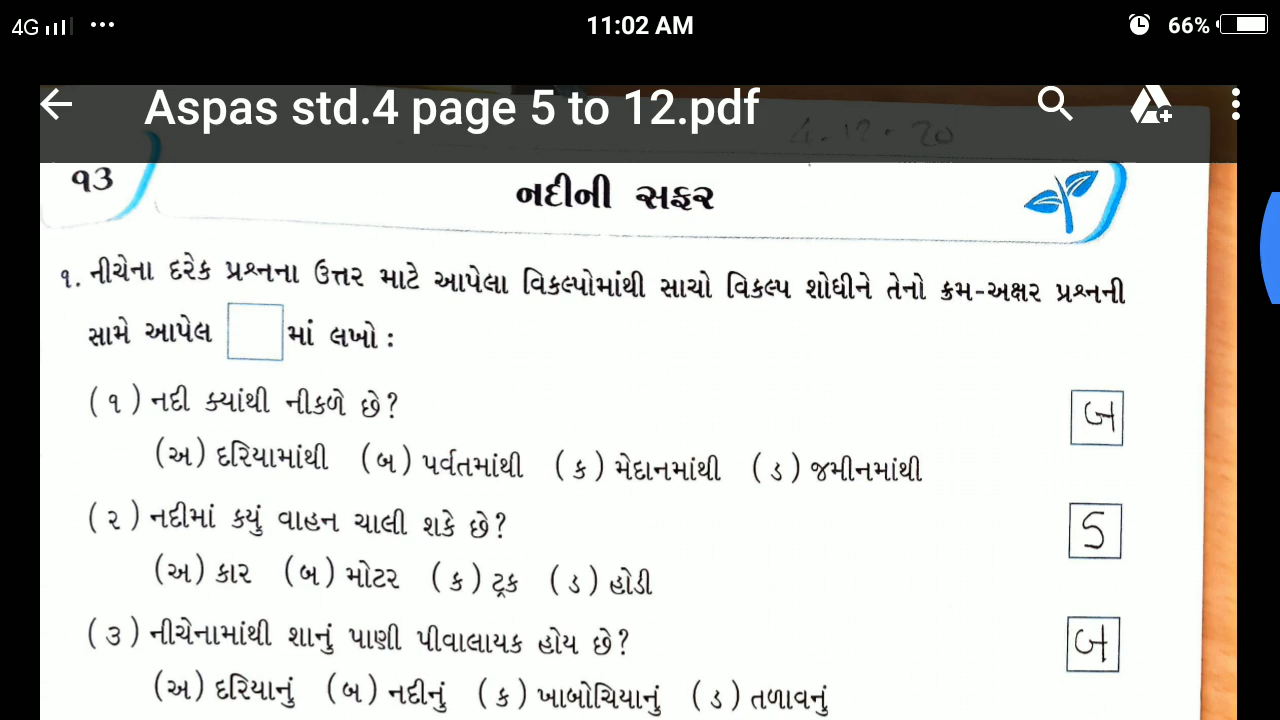 4G 11:02 AM 66%
Aspas std.4 page 5 to 12.pdf
4.12.20
૧૩
નદીની સફર
૧. નીચેના દરેક પ્રશ્નના ઉત્તર માટે આપેલા વિકલ્પોમાંથી સાચો વિકલ્પ શોધીને તેનો ક્રમ-અક્ષર પ્રશ્નની
સામે આપેલ માં લખો :
(૧) નદી ક્યાંથી નીકળે છે? બ
(અ) દરિયામાંથી (બ) પર્વતમાંથી (ક) મેદાનમાંથી (ડ) જમીનમાંથી
(૨) નદીમાં કયું વાહન ચાલી શકે છે? ડ
(અ) કાર (બ) મોટર (ક) ટ્રક (ડ) હોડી
(૩) નીચેનામાંથી શાનું પાણી પીવાલાયક હોય છે? બ
(અ) દરિયાનું (બ) નદીનું (ક) ખાબોચિયાનું (ડ) તળાવનું